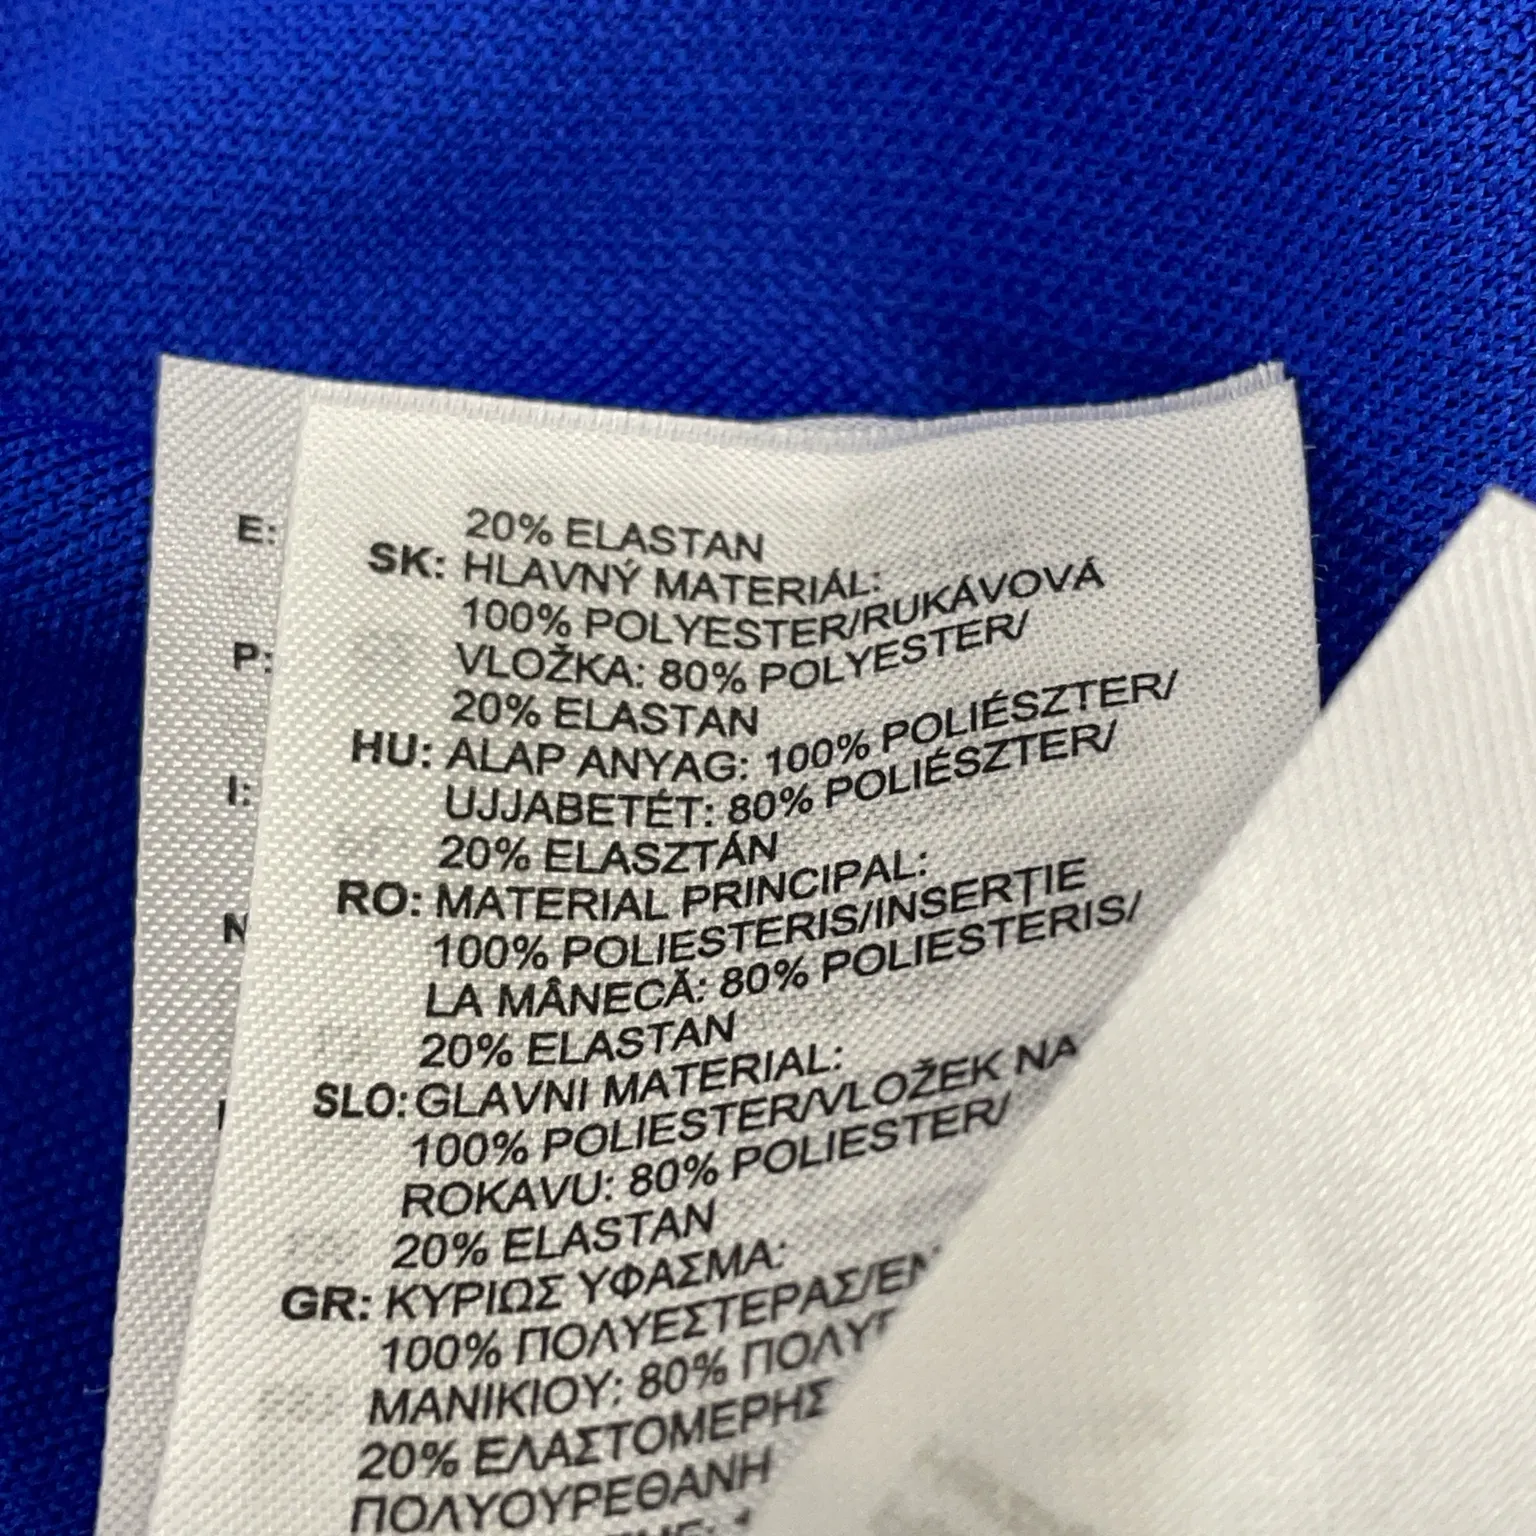 20% ELASTAN
SK: HLAVNÝ MATERIÁL:
100% POLYESTER/RUKÁVOVÁ
VLOŽKA: 80% POLYESTER/
20% ELASTAN
HU: ALAP ANYAG: 100% POLIÉSZTER/
UJJABETÉT: 80% POLIÉSZTER/
20% ELASZTÁN
RO: MATERIAL PRINCIPAL:
100% POLIESTERIS/INSERŢIE
LA MÂNECĂ: 80% POLIESTERIS/
20% ELASTAN
SLO: GLAVNI MATERIAL:
100% POLIESTER/VLOŽEK NA
ROKAVU: 80% POLIESTER/
20% ELASTAN
GR: ΚΥΡΙΩΣ ΥΦΑΣΜΑ:
100% ΠΟΛΥΕΣΤΕΡΑΣ/
ΜΑΝΙΚΙΟΥ: 80%
20% ΕΛΑΣΤΟΜΕΡΗΣ
ΠΟΛΥΟΥΡΕΘΑΝΗ
E:
P:
I:
N